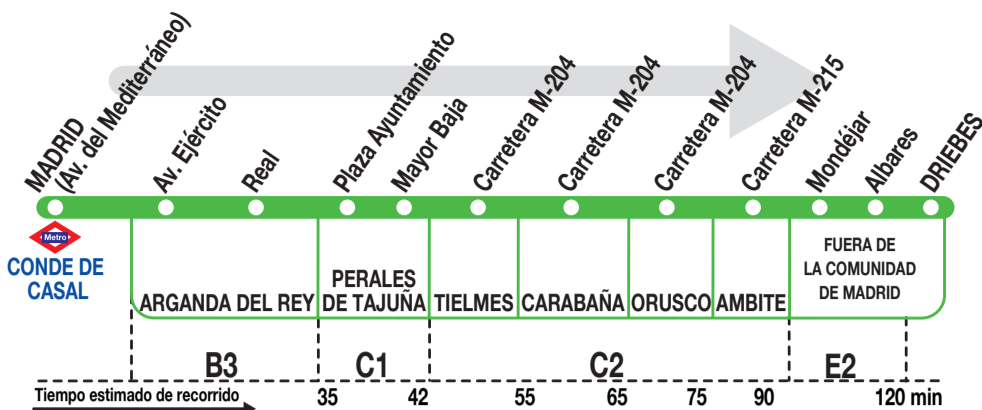 MADRID
(Av. del Mediterráneo)
Av. Ejército
Real
Plaza Ayuntamiento
Mayor Baja
Carretera M-204
Carretera M-204
Carretera M-204
Carretera M-215
Mondéjar
Albares
DRIEBES
Metro
CONDE DE
CASAL
ARGANDA DEL REY
PERALES
DE TAJUÑA
TIELMES
CARABAÑA
ORUSCO
AMBITE
FUERA DE
LA COMUNIDAD
DE MADRID
B3 C1 C2 E2
Tiempo estimado de recorrido 35 42 55 65 75 90 120 min